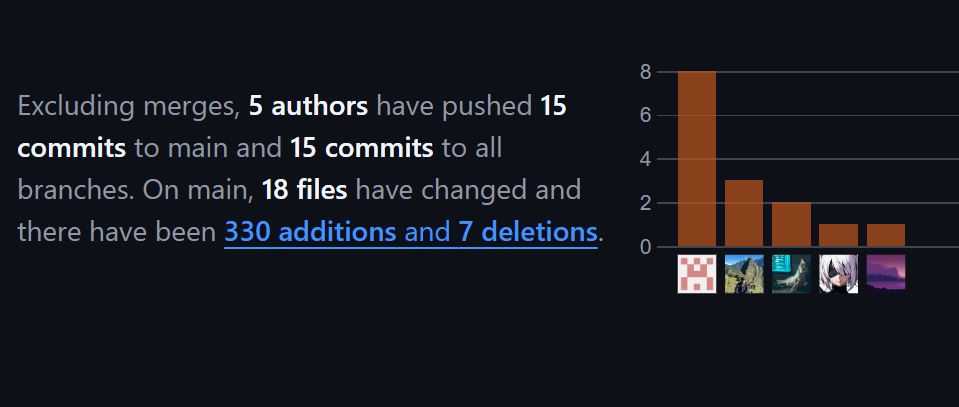 Excluding merges, 5 authors have pushed 15
commits to main and 15 commits to all
branches. On main, 18 files have changed and
there have been 330 additions and 7 deletions.
8
6
4
2
0